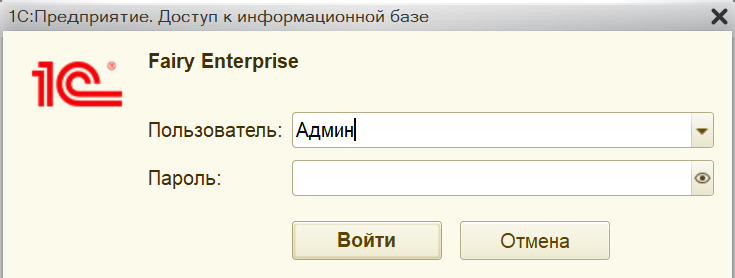 1С:Предприятие. Доступ к информационной базе
1С®
Fairy Enterprise
Пользователь: Админ
Пароль:
Войти Отмена